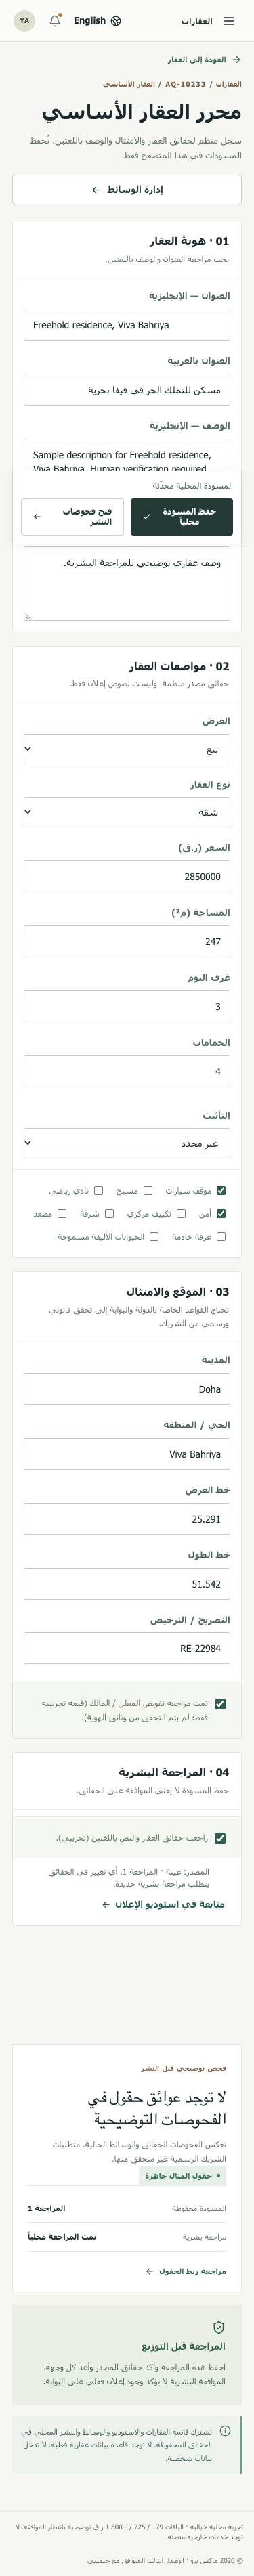 العقارات
English
YA
العودة إلى العقار
العقارات / AQ-10233 / العقار الأساسي
محرر العقار الأساسي
سجل منظم لحقائق العقار والامتثال والوصف باللغتين. تُحفظ
المسودات في هذا المتصفح فقط.
إدارة الوسائط
01 · هوية العقار
يجب مراجعة العنوان والوصف باللغتين.
العنوان — الإنجليزية
Freehold residence, Viva Bahriya
العنوان بالعربية
مسكن للتملك الحر في فيفا بحرية
الوصف — الإنجليزية
Sample description for Freehold residence,
Viva Bahriya. Human verification required.
المسودة المحلية محدّثة
حفظ المسودة
محلياً
فتح فحوصات
النشر
وصف عقاري توضيحي للمراجعة البشرية.
02 · مواصفات العقار
حقائق مصدر منظمة، وليست نصوص إعلان فقط.
الغرض
بيع
نوع العقار
شقة
السعر (ر.ق)
2850000
المساحة (م²)
247
غرف النوم
3
الحمامات
4
التأثيث
غير محدد
موقف سيارات
مسبح
نادي رياضي
أمن
تكييف مركزي
شرفة
مصعد
غرفة خادمة
الحيوانات الأليفة مسموحة
03 · الموقع والامتثال
تحتاج القواعد الخاصة بالدولة والبوابة إلى تحقق قانوني
ورسمي من الشريك.
المدينة
Doha
الحي / المنطقة
Viva Bahriya
خط العرض
25.291
خط الطول
51.542
التصريح / الترخيص
RE-22984
تمت مراجعة تفويض المعلن / المالك (قيمة تجريبية
فقط؛ لم يتم التحقق من وثائق الهوية).
04 · المراجعة البشرية
حفظ المسودة لا يعني الموافقة على الحقائق.
راجعت حقائق العقار والنص باللغتين (تجريبي).
المصدر: عينة · المراجعة 1. أي تغيير في الحقائق
يتطلب مراجعة بشرية جديدة.
متابعة في استوديو الإعلان
فحص توضيحي قبل النشر
لا توجد عوائق حقول في
الفحوصات التوضيحية
تعكس الفحوصات الحقائق والوسائط الحالية. متطلبات
الشريك الرسمية غير متحقق منها.
حقول المثال جاهزة
المسودة محفوظة
المراجعة 1
مراجعة بشرية
تمت المراجعة محلياً
مراجعة ربط الحقول
المراجعة قبل التوزيع
احفظ هذه المراجعة وأكد حقائق المصدر وأعدّ كل وجهة.
الموافقة البشرية لا تؤكد وجود إعلان فعلي على البوابة.
تشترك قائمة العقارات والاستوديو والوسائط والنشر المحلي في
الحقائق المحفوظة. لا توجد قاعدة بيانات عقارية فعلية. لا تدخل
بيانات شخصية.
تجربة محلية خيالية · الباقات 179 / 725 / +1,800 ر.ق توضيحية بانتظار الموافقة. لا
توجد خدمات خارجية متصلة.
© 2026 ماكس برو · الإصدار الثالث المتوافق مع جيميني